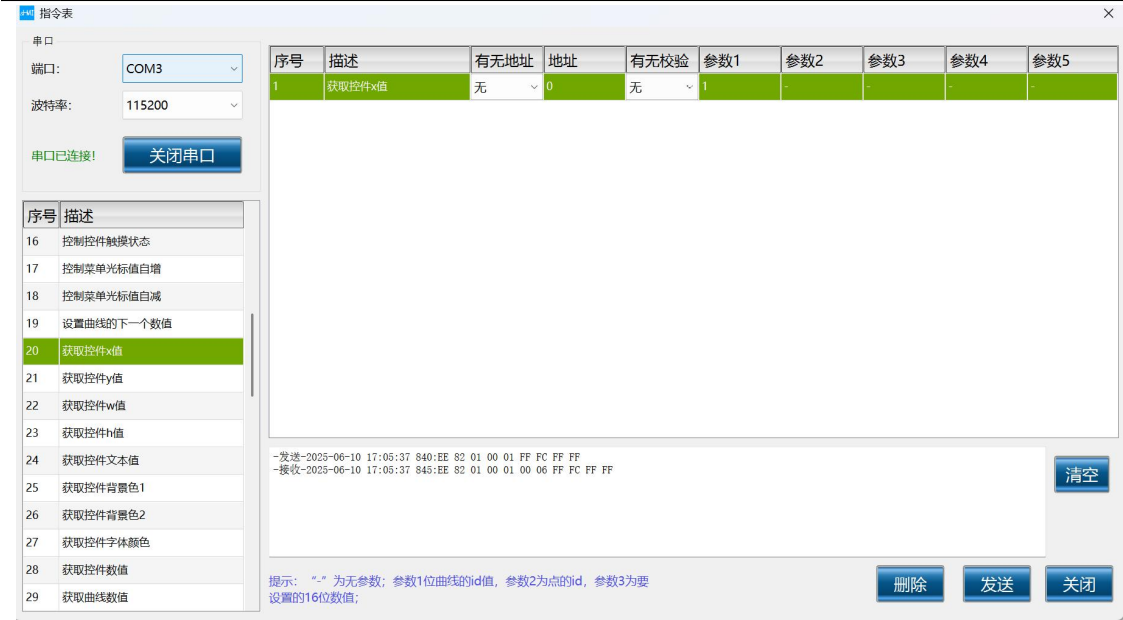 指令表
串口
端口: COM3
波特率: 115200
串口已连接! 关闭串口
序号 描述
16 控制控件触摸状态
17 控制菜单光标值自增
18 控制菜单光标值自减
19 设置曲线的下一个数值
20 获取控件x值
21 获取控件y值
22 获取控件w值
23 获取控件h值
24 获取控件文本值
25 获取控件背景色1
26 获取控件背景色2
27 获取控件字体颜色
28 获取控件数值
29 获取曲线数值
序号 描述 有无地址 地址 有无校验 参数1 参数2 参数3 参数4 参数5
1 获取控件x值 无 0 无 1 - - - -
-发送-2025-06-10 17:05:37 840:EE 82 01 00 01 FF FC FF FF
-接收-2025-06-10 17:05:37 845:EE 82 01 00 01 00 06 FF FC FF FF
清空
提示: “-”为无参数; 参数1位曲线的id值, 参数2为点的id, 参数3为要
设置的16位数值;
删除 发送 关闭